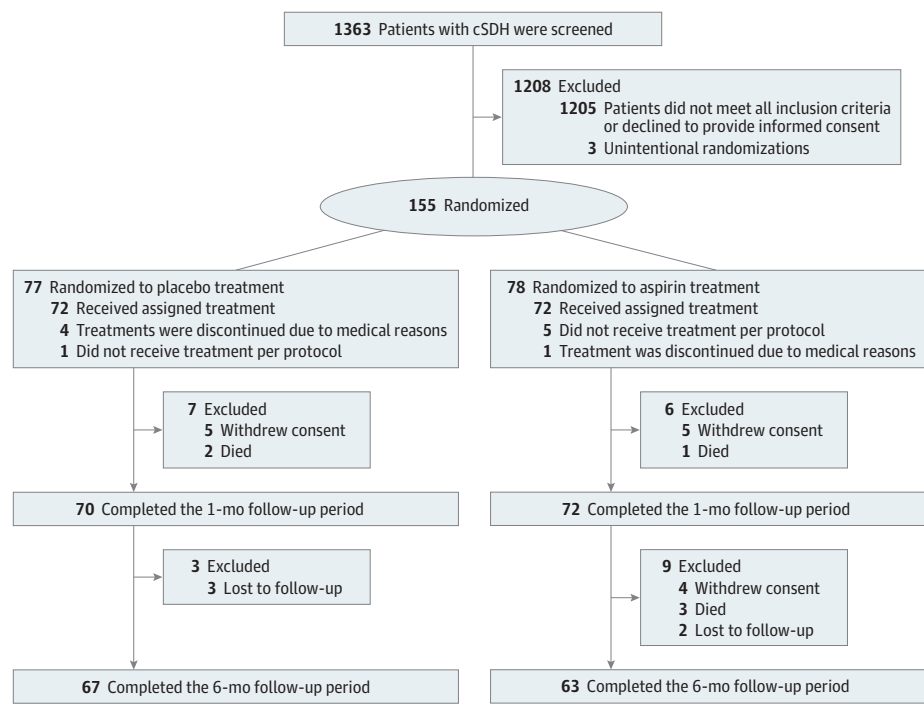 1363 Patients with cSDH were screened
1208 Excluded
1205 Patients did not meet all inclusion criteria
or declined to provide informed consent
3 Unintentional randomizations
155 Randomized
77 Randomized to placebo treatment
72 Received assigned treatment
4 Treatments were discontinued due to medical reasons
1 Did not receive treatment per protocol
78 Randomized to aspirin treatment
72 Received assigned treatment
5 Did not receive treatment per protocol
1 Treatment was discontinued due to medical reasons
7 Excluded
5 Withdrew consent
2 Died
6 Excluded
5 Withdrew consent
1 Died
70 Completed the 1-mo follow-up period
72 Completed the 1-mo follow-up period
3 Excluded
3 Lost to follow-up
9 Excluded
4 Withdrew consent
3 Died
2 Lost to follow-up
67 Completed the 6-mo follow-up period
63 Completed the 6-mo follow-up period